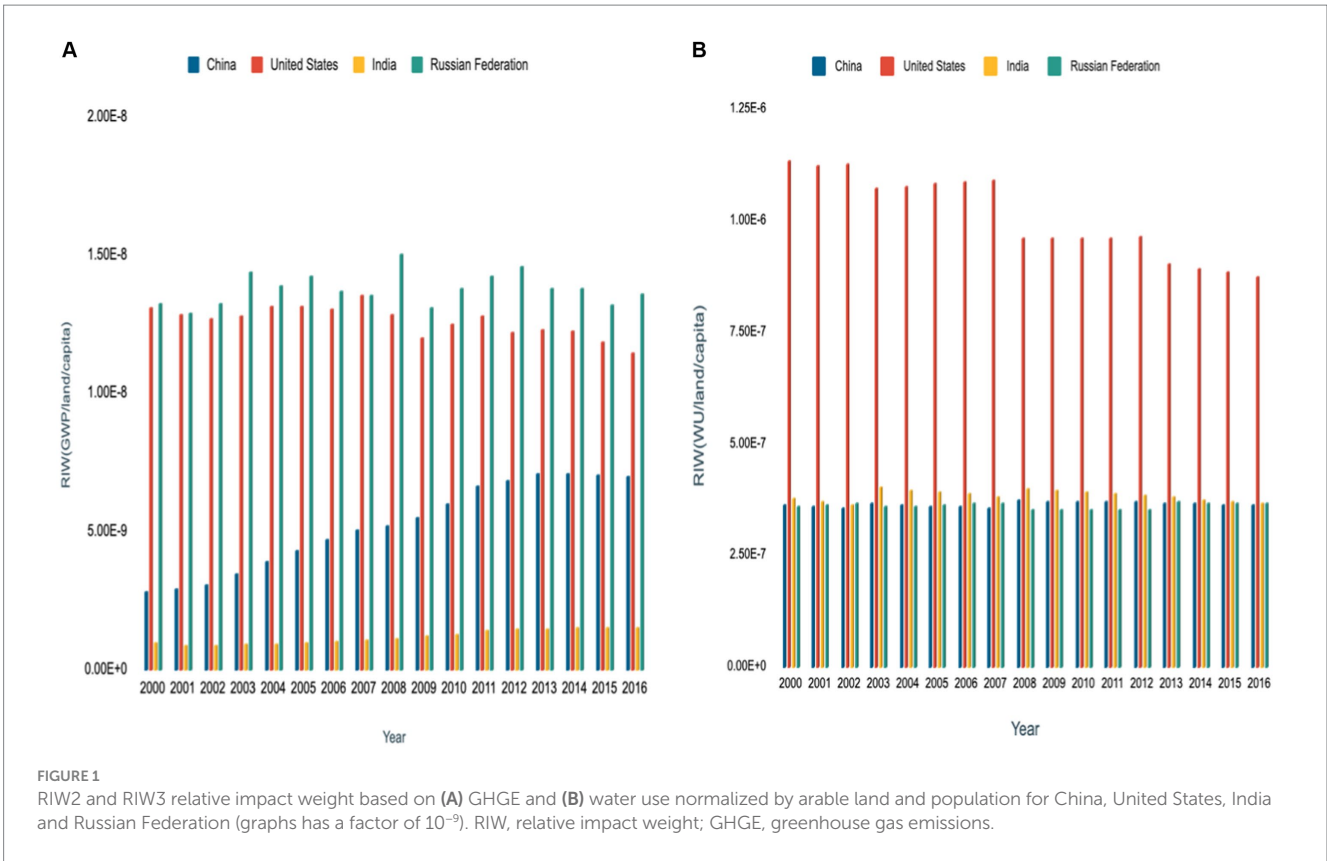 A
China United States India Russian Federation
2.00E-8
1.50E-8
1.00E-8
5.00E-9
0.00E+0
RIW(GWP/land/capita)
2000 2001 2002 2003 2004 2005 2006 2007 2008 2009 2010 2011 2012 2013 2014 2015 2016
Year
B
China United States India Russian Federation
1.25E-6
1.00E-6
7.50E-7
5.00E-7
2.50E-7
0.00E+0
RIW(WU/land/capita)
2000 2001 2002 2003 2004 2005 2006 2007 2008 2009 2010 2011 2012 2013 2014 2015 2016
Year
FIGURE 1
RIW2 and RIW3 relative impact weight based on (A) GHGE and (B) water use normalized by arable land and population for China, United States, India
and Russian Federation (graphs has a factor of 10⁻⁹). RIW, relative impact weight; GHGE, greenhouse gas emissions.